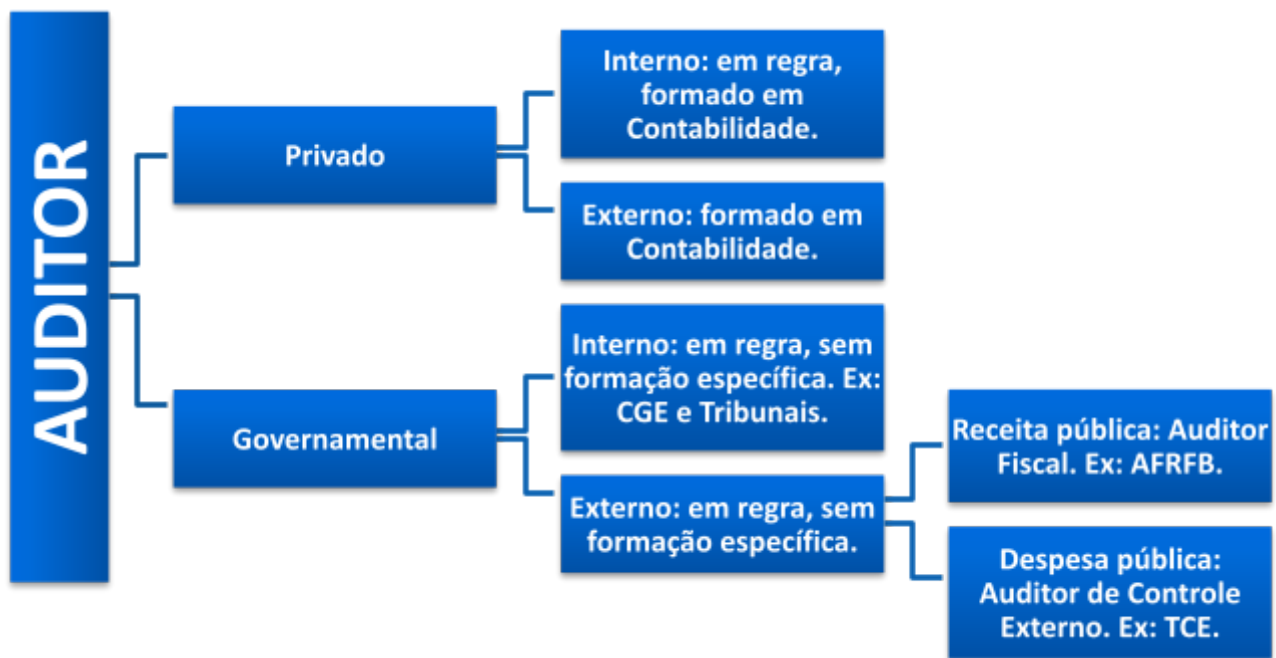 AUDITOR
Privado
Interno: em regra,
formado em
Contabilidade.
Externo: formado em
Contabilidade.
Governamental
Interno: em regra, sem
formação específica. Ex:
CGE e Tribunais.
Externo: em regra, sem
formação específica.
Receita pública: Auditor
Fiscal. Ex: AFRFB.
Despesa pública:
Auditor de Controle
Externo. Ex: TCE.